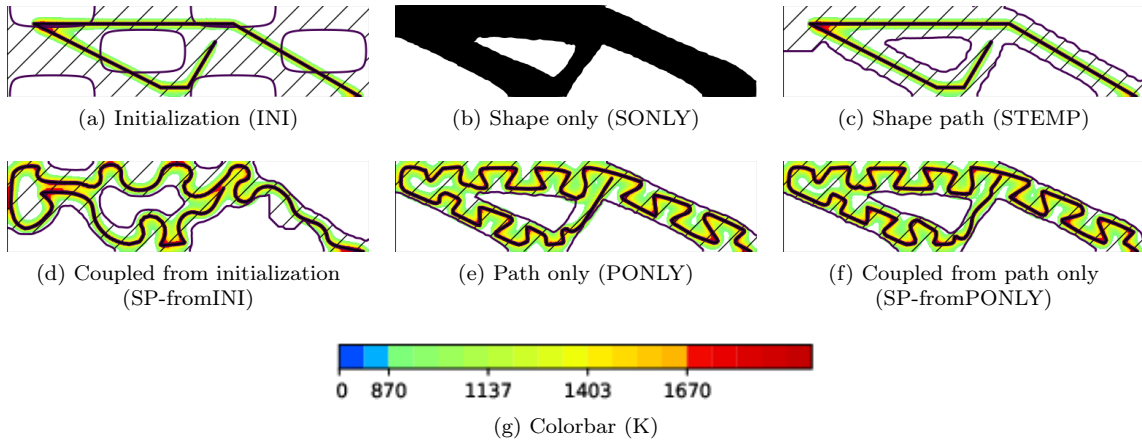 (a) Initialization (INI)
(b) Shape only (SONLY)
(c) Shape path (STEMP)
(d) Coupled from initialization
(SP-fromINI)
(e) Path only (PONLY)
(f) Coupled from path only
(SP-fromPONLY)
0 870 1137 1403 1670
(g) Colorbar (K)